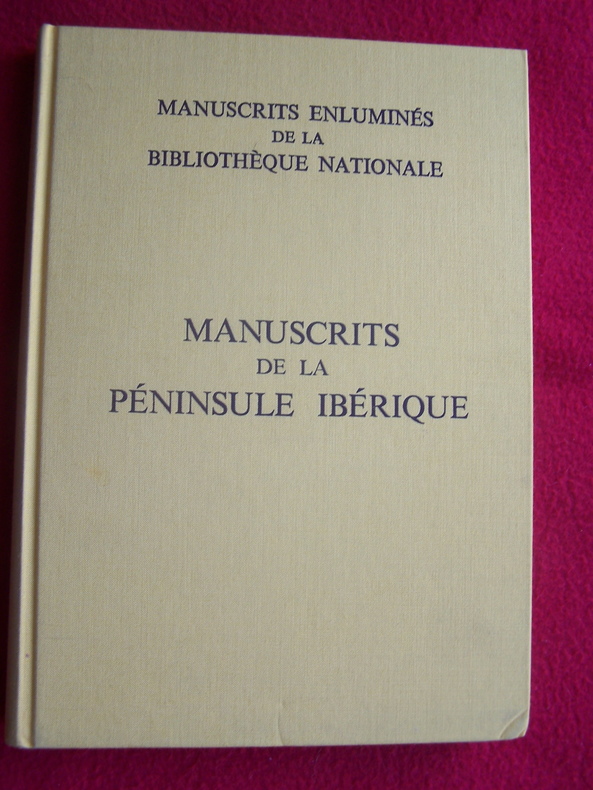 MANUSCRITS ENLUMINÉS
DE LA
BIBLIOTHÈQUE NATIONALE
MANUSCRITS
DE LA
PÉNINSULE IBÉRIQUE